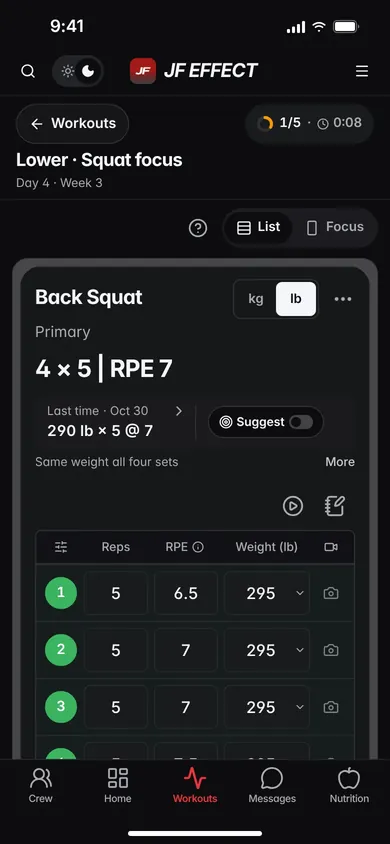 9:41
JF JF EFFECT
Workouts
1/5 · 0:08
Lower · Squat focus
Day 4 · Week 3
List Focus
Back Squat
kg lb
Primary
4 × 5 | RPE 7
Last time · Oct 30
290 lb × 5 @ 7
Suggest
Same weight all four sets More
Reps RPE Weight (lb)
1 5 6.5 295
2 5 7 295
3 5 7 295
Crew Home Workouts Messages Nutrition